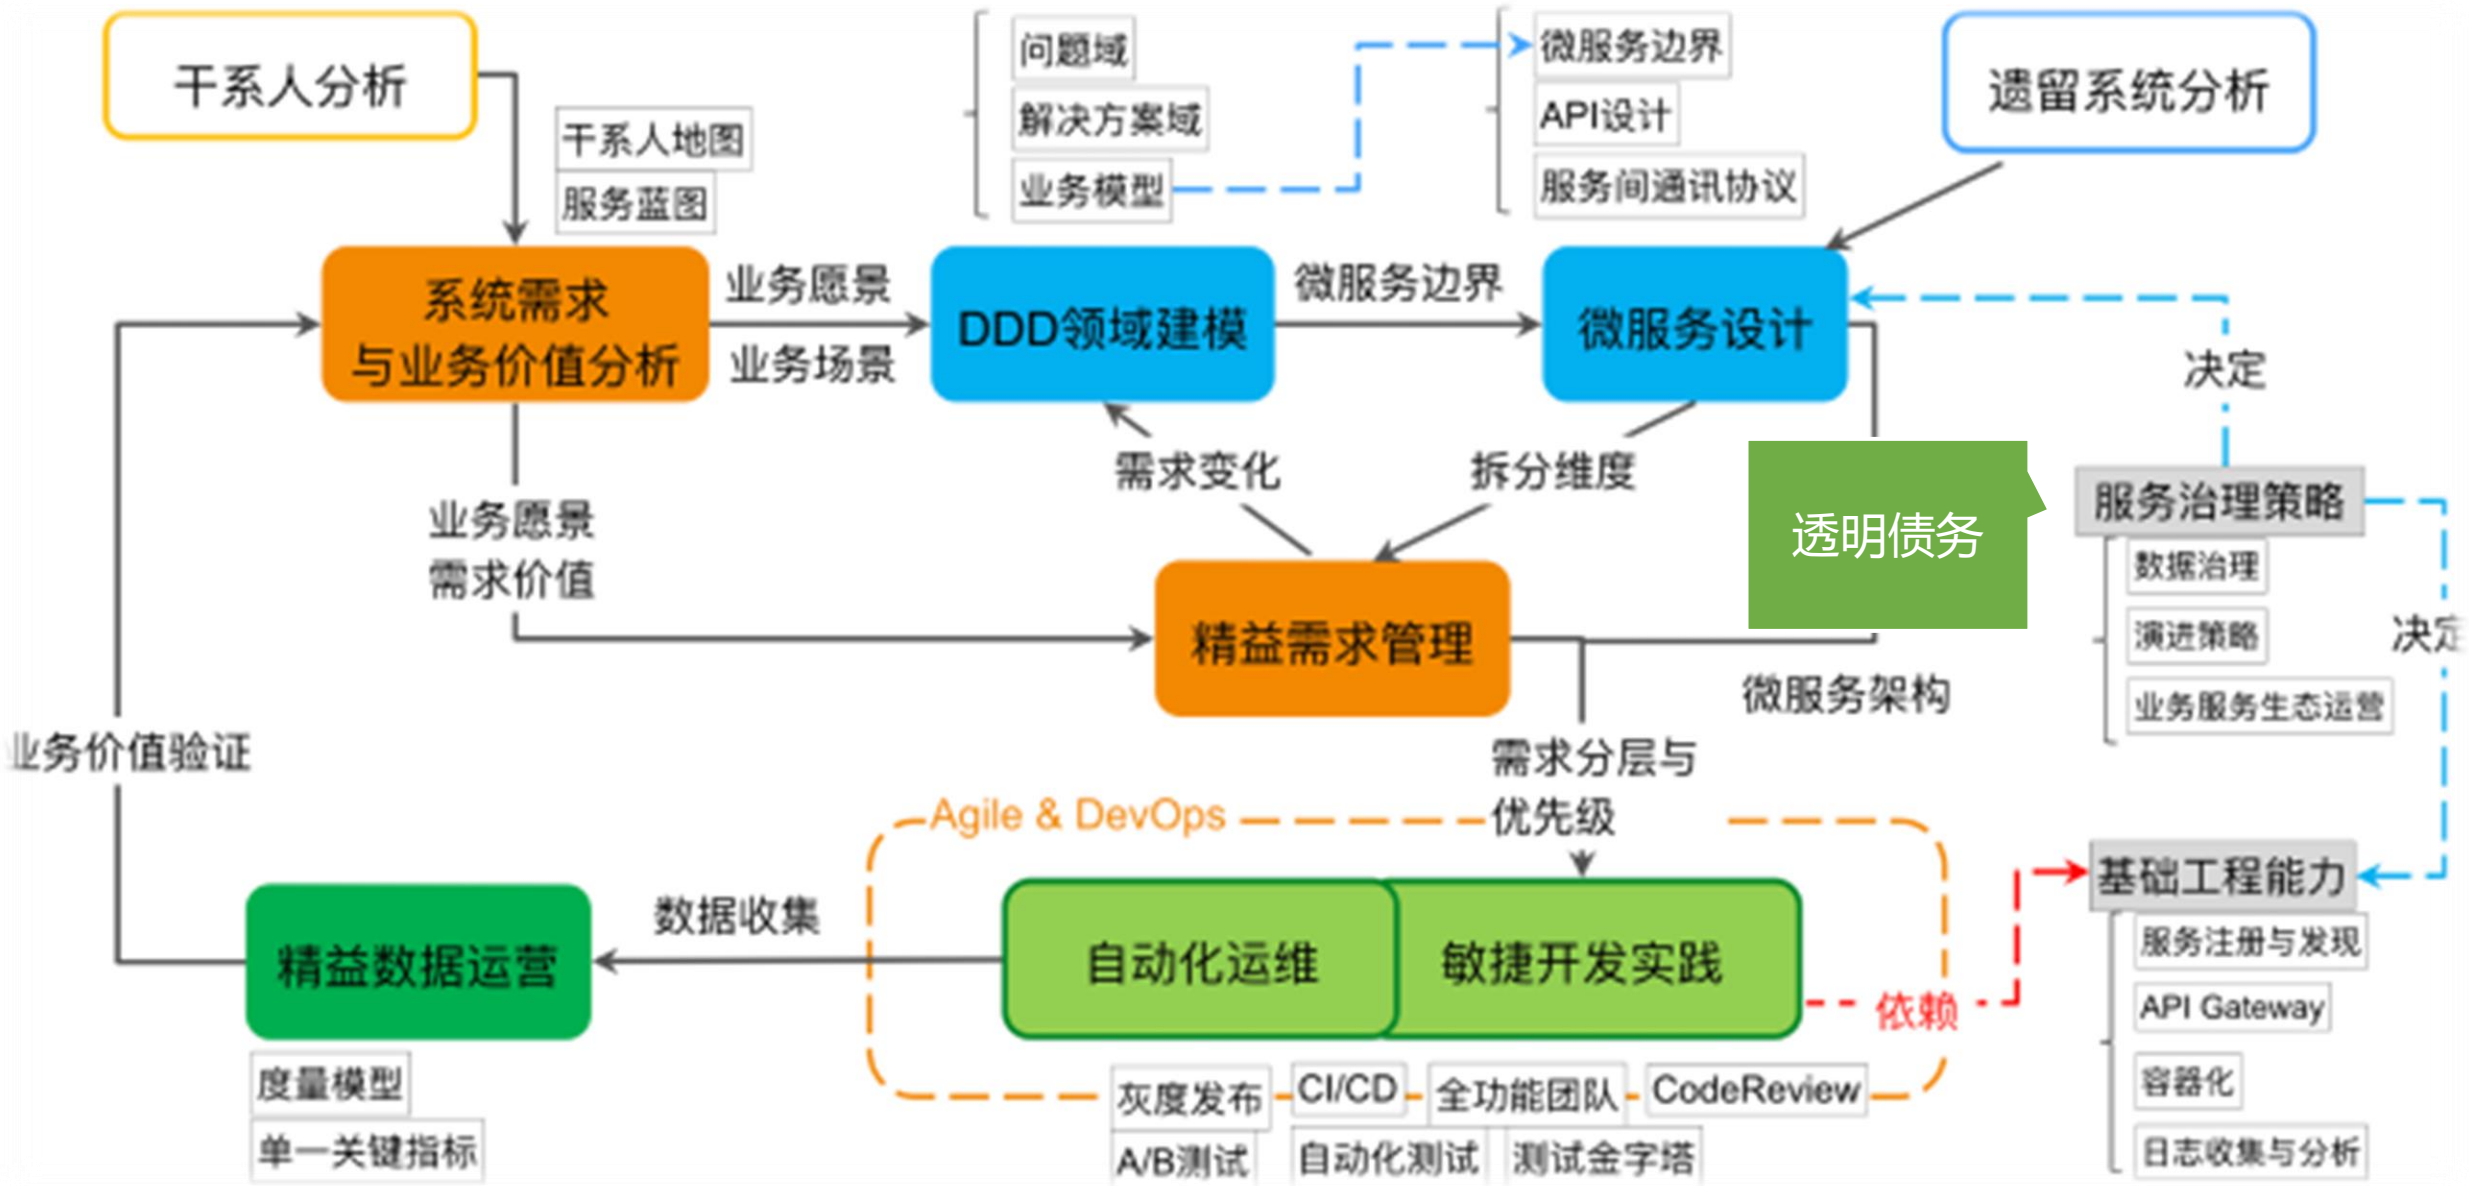 干系人分析
干系人地图
服务蓝图
问题域
解决方案域
业务模型
微服务边界
API设计
服务间通讯协议
遗留系统分析
系统需求
与业务价值分析
业务愿景
业务场景
DDD领域建模
微服务边界
微服务设计
决定
需求变化
拆分维度
透明债务
服务治理策略
数据治理
演进策略
业务服务生态运营
决定
业务愿景
需求价值
精益需求管理
微服务架构
业务价值验证
需求分层与
优先级
Agile & DevOps
基础工程能力
服务注册与发现
API Gateway
容器化
日志收集与分析
精益数据运营
数据收集
自动化运维
敏捷开发实践
依赖
度量模型
单一关键指标
灰度发布
CI/CD
全功能团队
CodeReview
A/B测试
自动化测试
测试金字塔